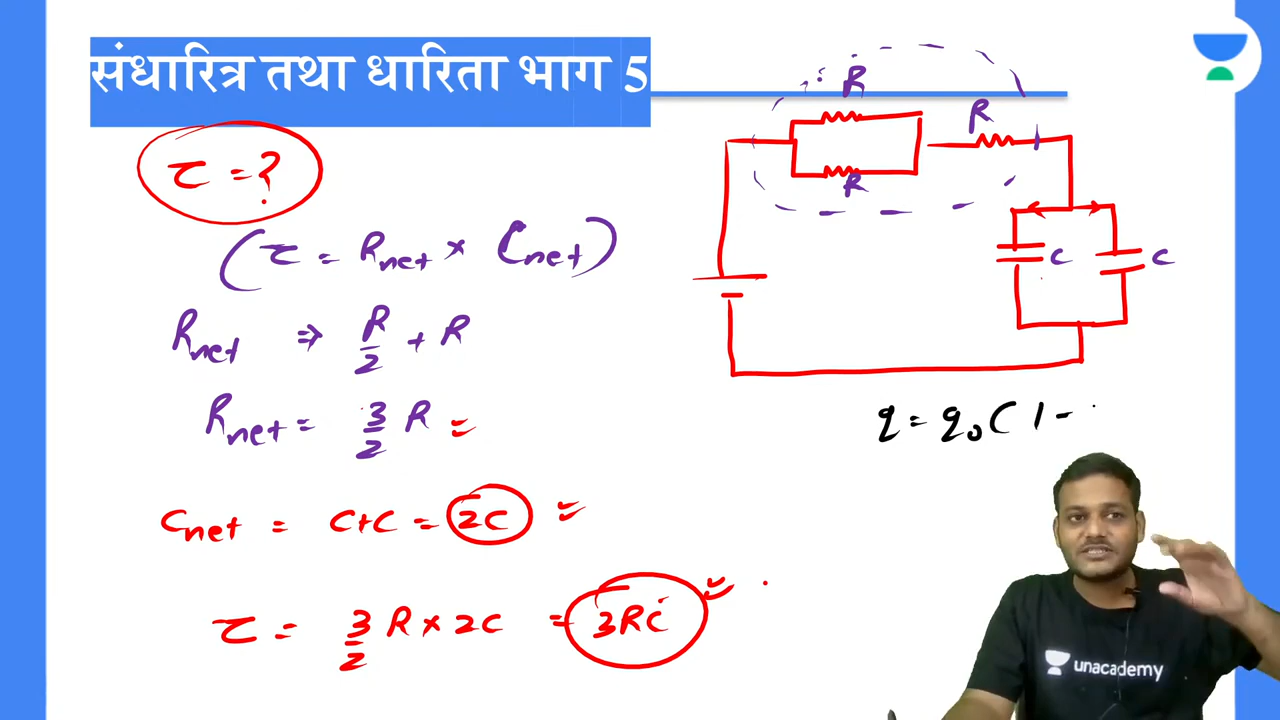 संधारित्र तथा धारिता भाग 5
τ = ?
(τ = Rnet × Cnet)
Rnet ⇒ R/2 + R
Rnet = 3/2 R =
Cnet = C+C = 2C
τ = 3/2 R × 2C = 3RC
R
R
R
C
C
q = q₀ ( 1 -
unacademy